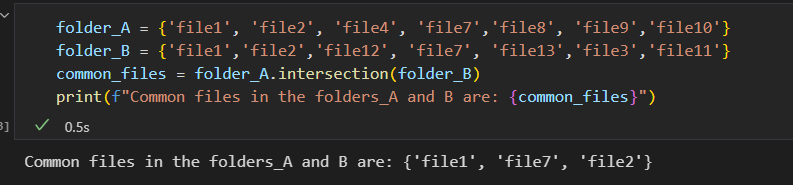 folder_A = {'file1', 'file2', 'file4', 'file7','file8', 'file9','file10'}
folder_B = {'file1','file2','file12', 'file7', 'file13','file3','file11'}
common_files = folder_A.intersection(folder_B)
print(f"Common files in the folders_A and B are: {common_files}")
3] 0.5s
Common files in the folders_A and B are: {'file1', 'file7', 'file2'}